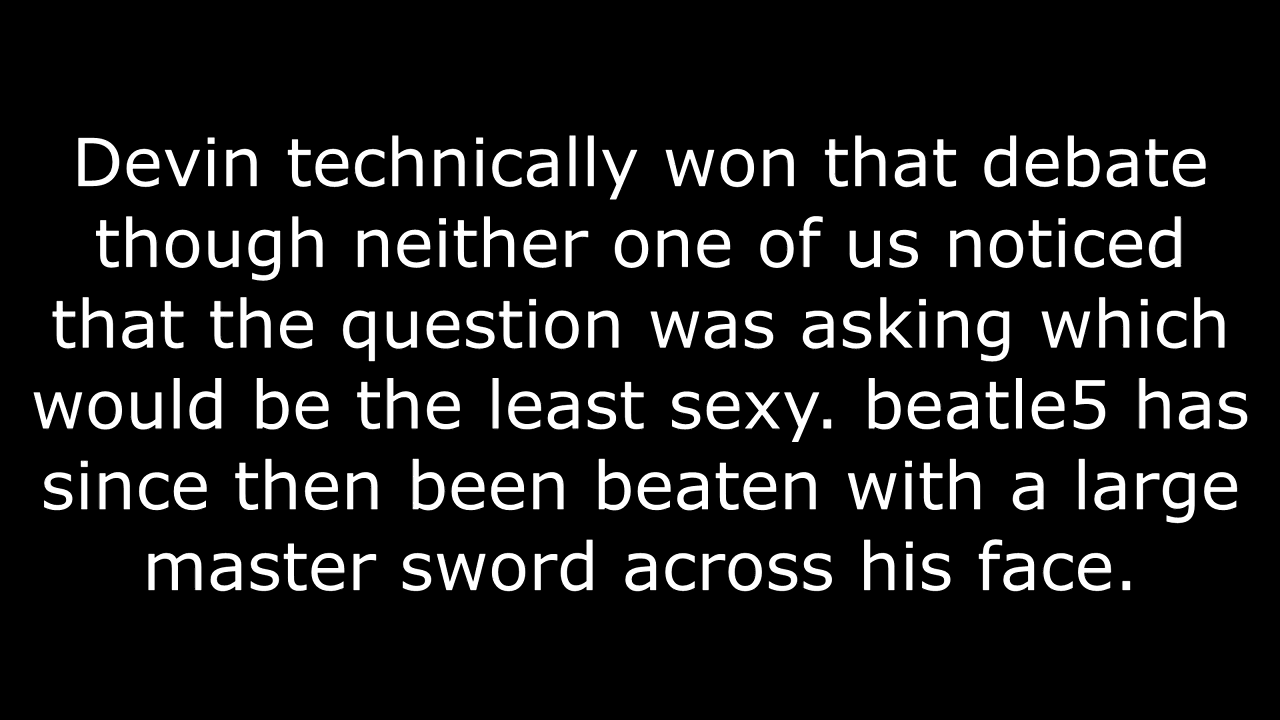 Devin technically won that debate
though neither one of us noticed
that the question was asking which
would be the least sexy. beatle5 has
since then been beaten with a large
master sword across his face.